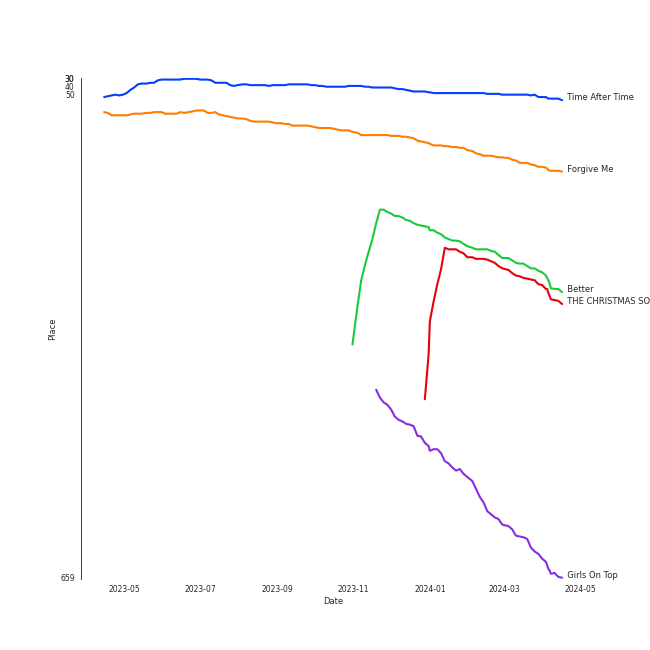 30
40
50
Time After Time
Forgive Me
Better
THE CHRISTMAS SO
Place
Girls On Top
659
2023-05 2023-07 2023-09 2023-11 2024-01 2024-03 2024-05
Date